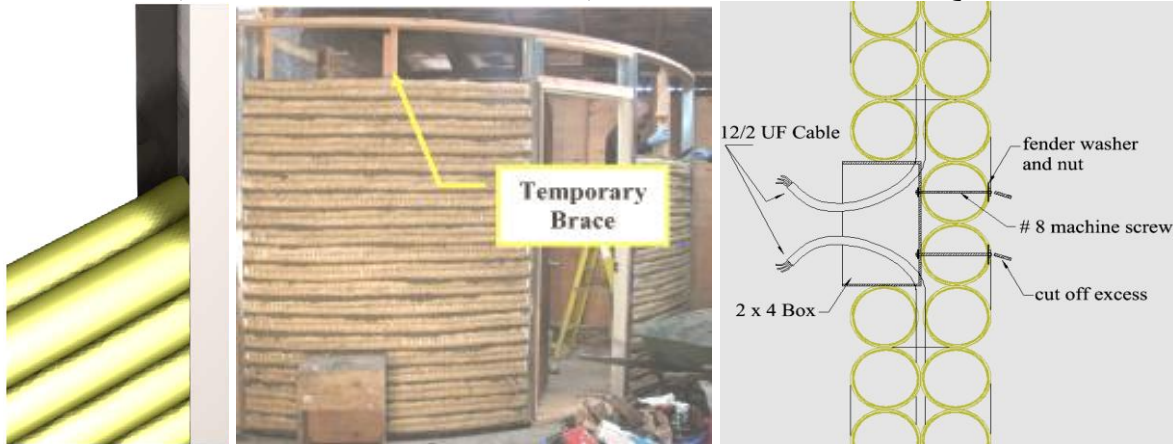 Temporary
Brace
12/2 UF Cable
fender washer
and nut
# 8 machine screw
cut off excess
2 x 4 Box